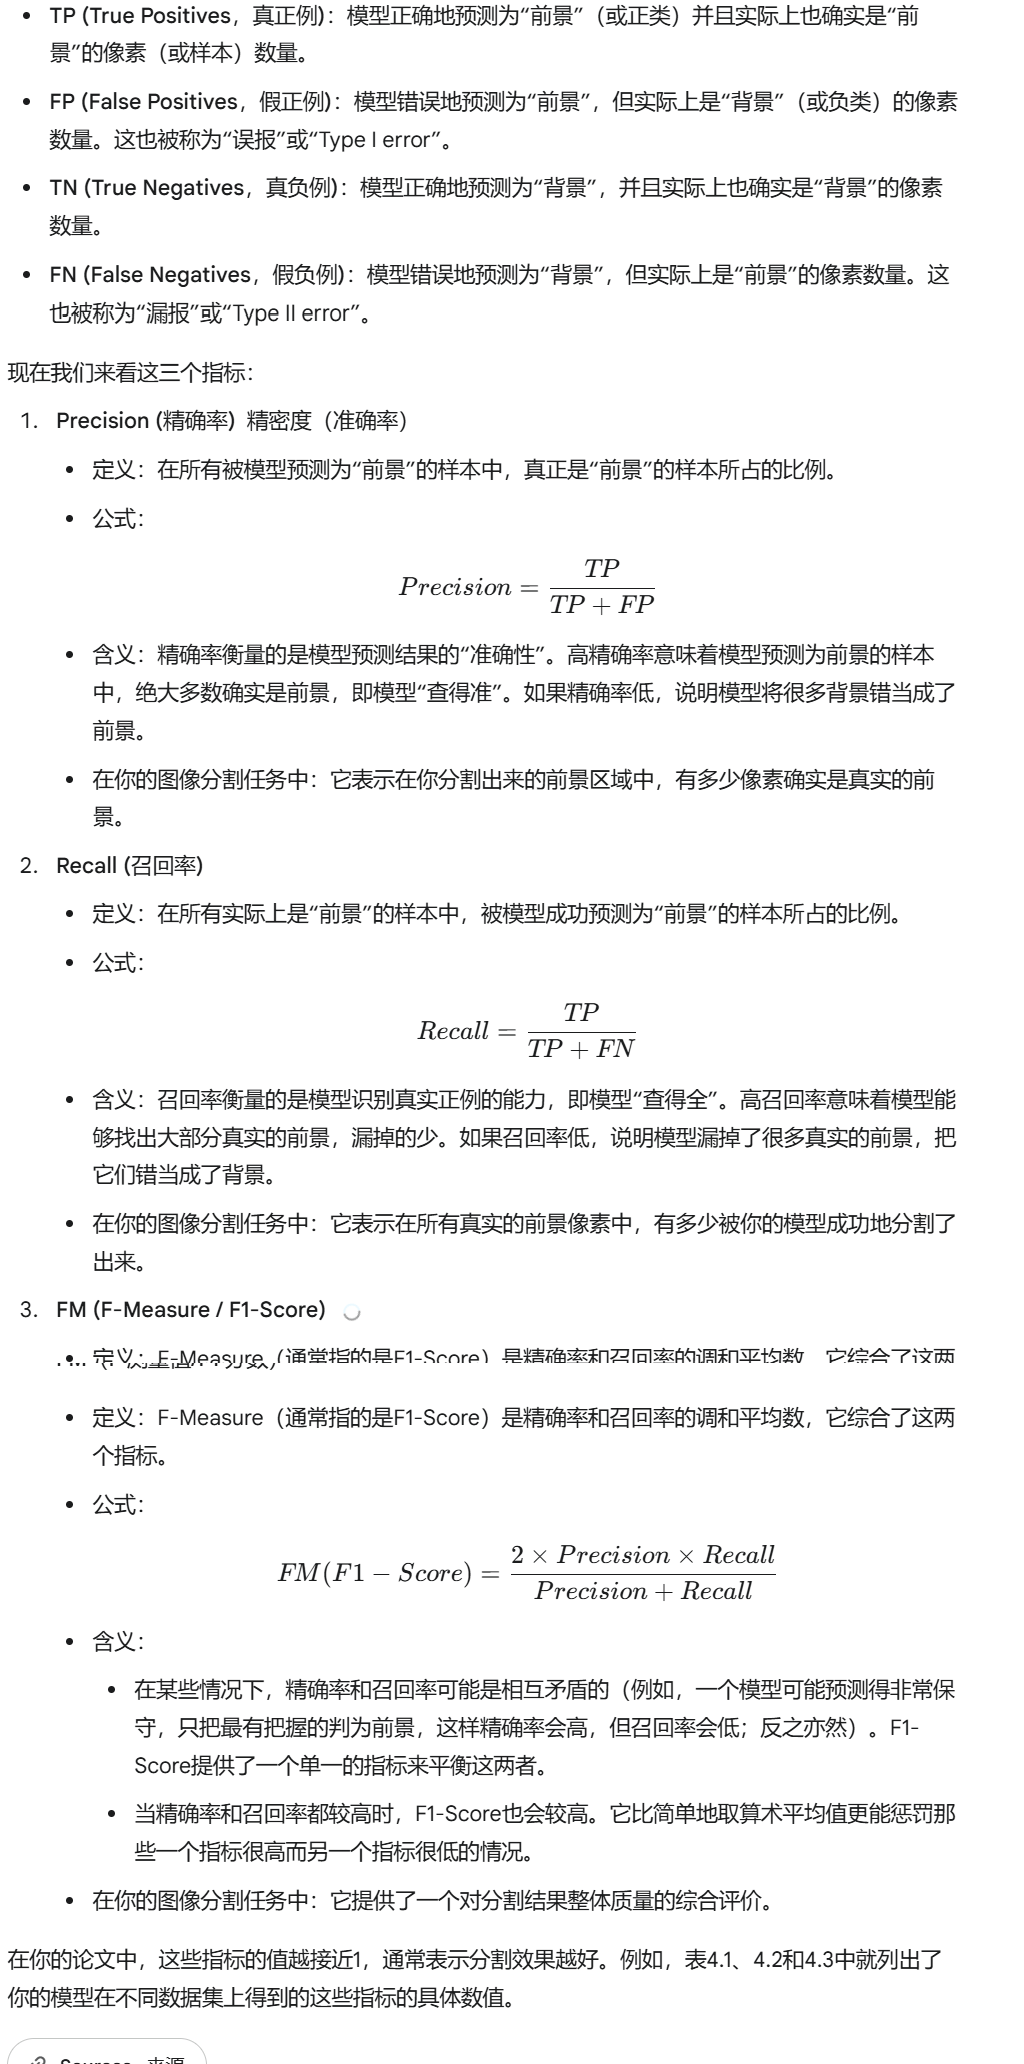 • TP (True Positives，真正例)：模型正确地预测为“前景”（或正类）并且实际上也确实是“前
景”的像素（或样本）数量。
• FP (False Positives，假正例)：模型错误地预测为“前景”，但实际上是“背景”（或负类）的像素
数量。这也被称为“误报”或“Type I error”。
• TN (True Negatives，真负例)：模型正确地预测为“背景”，并且实际上也确实是“背景”的像素
数量。
• FN (False Negatives，假负例)：模型错误地预测为“背景”，但实际上是“前景”的像素数量。这
也被称为“漏报”或“Type II error”。
现在我们来看这三个指标：
1. Precision (精确率) 精密度（准确率）
• 定义：在所有被模型预测为“前景”的样本中，真正是“前景”的样本所占的比例。
• 公式：
Precision = TP / (TP + FP)
• 含义：精确率衡量的是模型预测结果的“准确性”。高精确率意味着模型预测为前景的样本
中，绝大多数确实是前景，即模型“查得准”。如果精确率低，说明模型将很多背景错当成了
前景。
• 在你的图像分割任务中：它表示在你分割出来的前景区域中，有多少像素确实是真实的前
景。
2. Recall (召回率)
• 定义：在所有实际上是“前景”的样本中，被模型成功预测为“前景”的样本所占的比例。
• 公式：
Recall = TP / (TP + FN)
• 含义：召回率衡量的是模型识别真实正例的能力，即模型“查得全”。高召回率意味着模型能
够找出大部分真实的前景，漏掉的少。如果召回率低，说明模型漏掉了很多真实的前景，把
它们错当成了背景。
• 在你的图像分割任务中：它表示在所有真实的前景像素中，有多少被你的模型成功地分割了
出来。
3. FM (F-Measure / F1-Score)
• 定义：F-Measure（通常指的是F1-Score）是精确率和召回率的调和平均数，它综合了这两
• 定义：F-Measure（通常指的是F1-Score）是精确率和召回率的调和平均数，它综合了这两
个指标。
• 公式：
FM(F1 − Score) = (2 × Precision × Recall) / (Precision + Recall)
• 含义：
• 在某些情况下，精确率和召回率可能是相互矛盾的（例如，一个模型可能预测得非常保
守，只把最有把握的判为前景，这样精确率会高，但召回率会低；反之亦然）。F1-
Score提供了一个单一的指标来平衡这两者。
• 当精确率和召回率都较高时，F1-Score也会较高。它比简单地取算术平均值更能惩罚那
些一个指标很高而另一个指标很低的情况。
• 在你的图像分割任务中：它提供了一个对分割结果整体质量的综合评价。
在你的论文中，这些指标的值越接近1，通常表示分割效果越好。例如，表4.1、4.2和4.3中就列出了
你的模型在不同数据集上得到的这些指标的具体数值。
Sources 来源